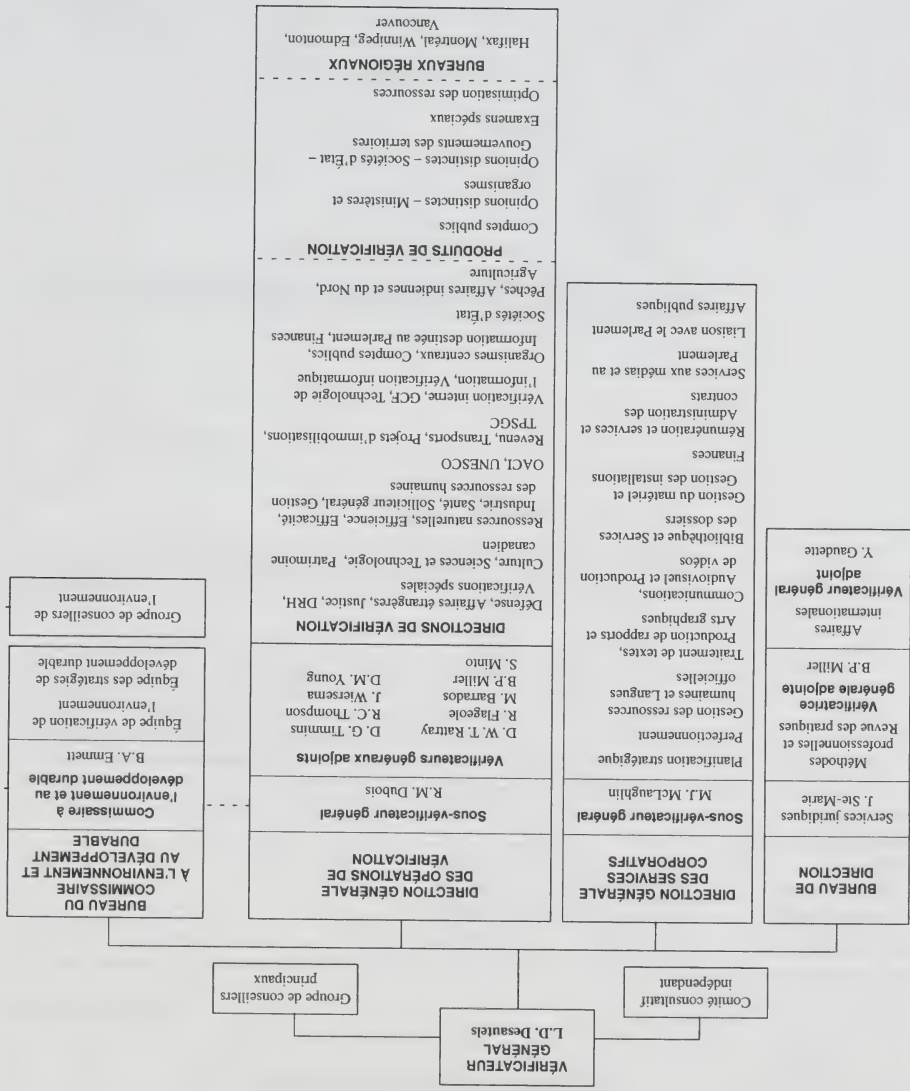 VÉRIFICATEUR
GÉNÉRAL
L.D. Desautels
Comité consultatif
indépendant
Groupe de conseillers
principaux
BUREAU DE
DIRECTION
Services juridiques
J. Ste-Marie
Méthodes
professionnelles et
Revue des pratiques
Vérificatrice
générale adjointe
B.P. Miller
Affaires
internationales
Vérificateur général
adjoint
Y. Gaudette
DIRECTION GÉNÉRALE
DES SERVICES
CORPORATIFS
Sous-vérificateur général
M.J. McLaughlin
Planification stratégique
Perfectionnement
Gestion des ressources
humaines et Langues
officielles
Traitement de textes,
Production de rapports et
Arts graphiques
Communications,
Audiovisuel et Production
de vidéos
Bibliothèque et Services
des dossiers
Gestion du matériel et
Gestion des installations
Finances
Rémunération et services et
Administration des
contrats
Services aux médias et au
Parlement
Liaison avec le Parlement
Affaires publiques
DIRECTION GÉNÉRALE
DES OPÉRATIONS DE
VÉRIFICATION
Sous-vérificateur général
R.M. Dubois
Vérificateurs généraux adjoints
D. W. T. Rattray D. G. Timmins
R. Flageole R.C. Thompson
M. Barrados J. Wiersema
B.P. Miller D.M. Young
S. Minto
DIRECTIONS DE VÉRIFICATION
Défense, Affaires étrangères, Justice, DRH,
Vérifications spéciales
Culture, Sciences et Technologie, Patrimoine
canadien
Ressources naturelles, Efficience, Efficacité,
Industrie, Santé, Solliciteur général, Gestion
des ressources humaines
OACI, UNESCO
Revenu, Transports, Projets d'immobilisations,
TPSGC
Vérification interne, GCF, Technologie de
l'information, Vérification informatique
Organismes centraux, Comptes publics,
Information destinée au Parlement, Finances
Sociétés d'État
Pêches, Affaires indiennes et du Nord,
Agriculture
PRODUITS DE VÉRIFICATION
Comptes publics
Opinions distinctes – Ministères et
organismes
Opinions distinctes – Sociétés d'État –
Gouvernements des territoires
Examens spéciaux
Optimisation des ressources
BUREAUX RÉGIONAUX
Halifax, Montréal, Winnipeg, Edmonton,
Vancouver
BUREAU DU
COMMISSAIRE
À L'ENVIRONNEMENT ET
AU DÉVELOPPEMENT
DURABLE
Commissaire à
l'environnement et au
développement durable
B.A. Emmett
Équipe de vérification de
l'environnement
Équipe des stratégies de
développement durable
Groupe de conseillers de
l'environnement